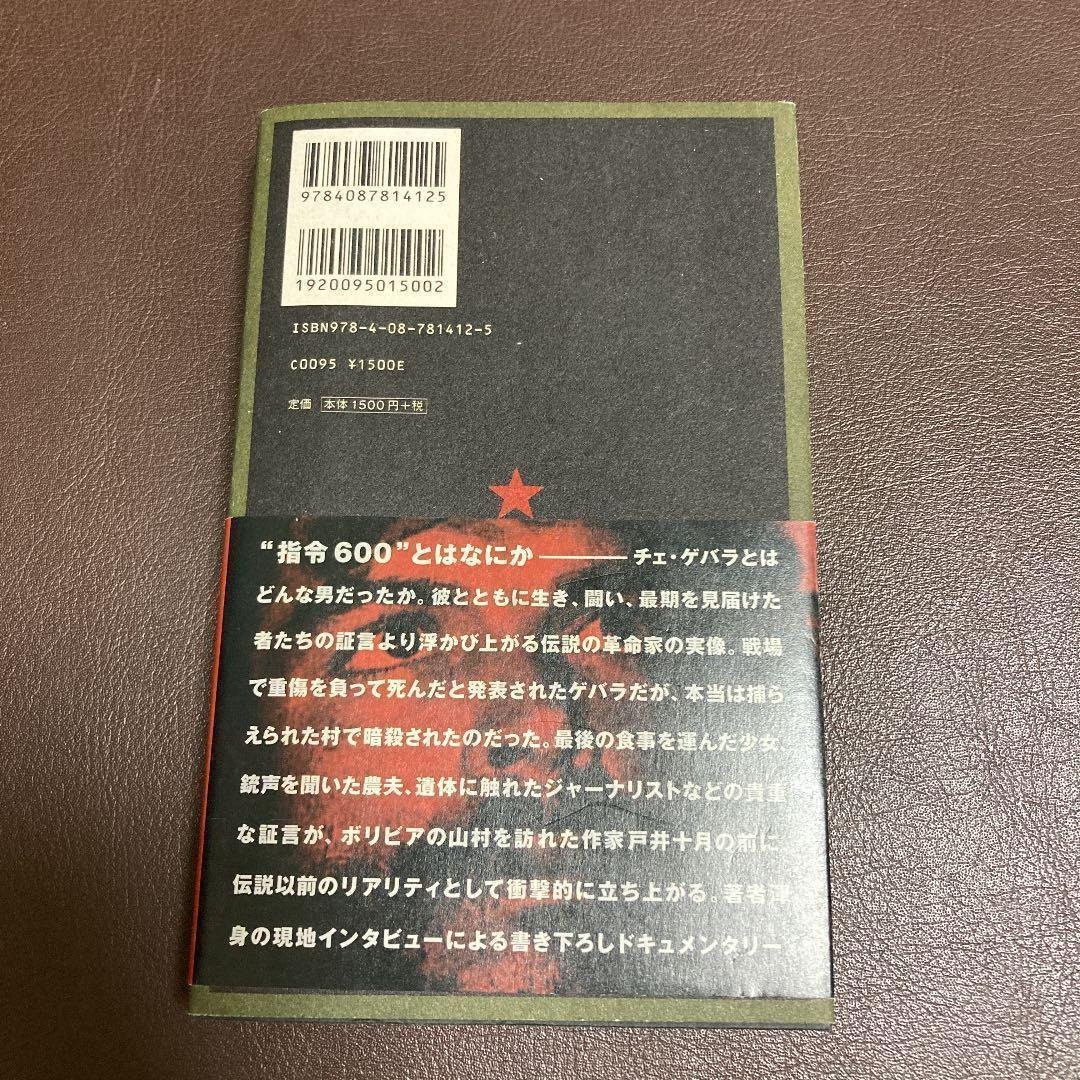 9784087814125
1920095015002
ISBN978-4-08-781412-5
C0095 ¥1500E
定価 本体1500円+税
“指令600”とはなにか————チェ・ゲバラとは
どんな男だったか。彼とともに生き、闘い、最期を見届けた
者たちの証言より浮かび上がる伝説の革命家の実像。戦場
で重傷を負って死んだと発表されたゲバラだが、本当は捕ら
えられた村で暗殺されたのだった。最後の食事を運んだ少女、
銃声を聞いた農夫、遺体に触れたジャーナリストなどの貴重
な証言が、ボリビアの山村を訪れた作家戸井十月の前に、
伝説以前のリアリティとして衝撃的に立ち上がる。著者渾
身の現地インタビューによる書き下ろしドキュメンタリー